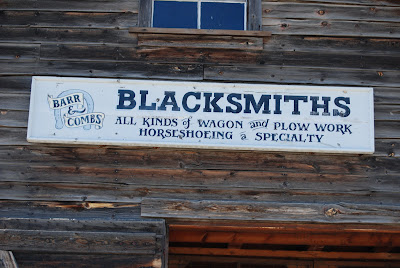 BARR
&
COMBS
BLACKSMITHS
ALL KINDS of WAGON and PLOW WORK
HORSESHOEING a SPECIALTY